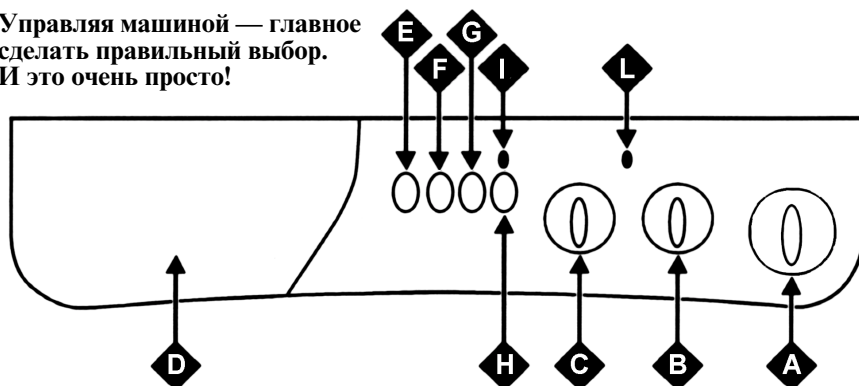 Управляя машиной — главное
сделать правильный выбор.
И это очень просто!
E F G I L
D H C B A